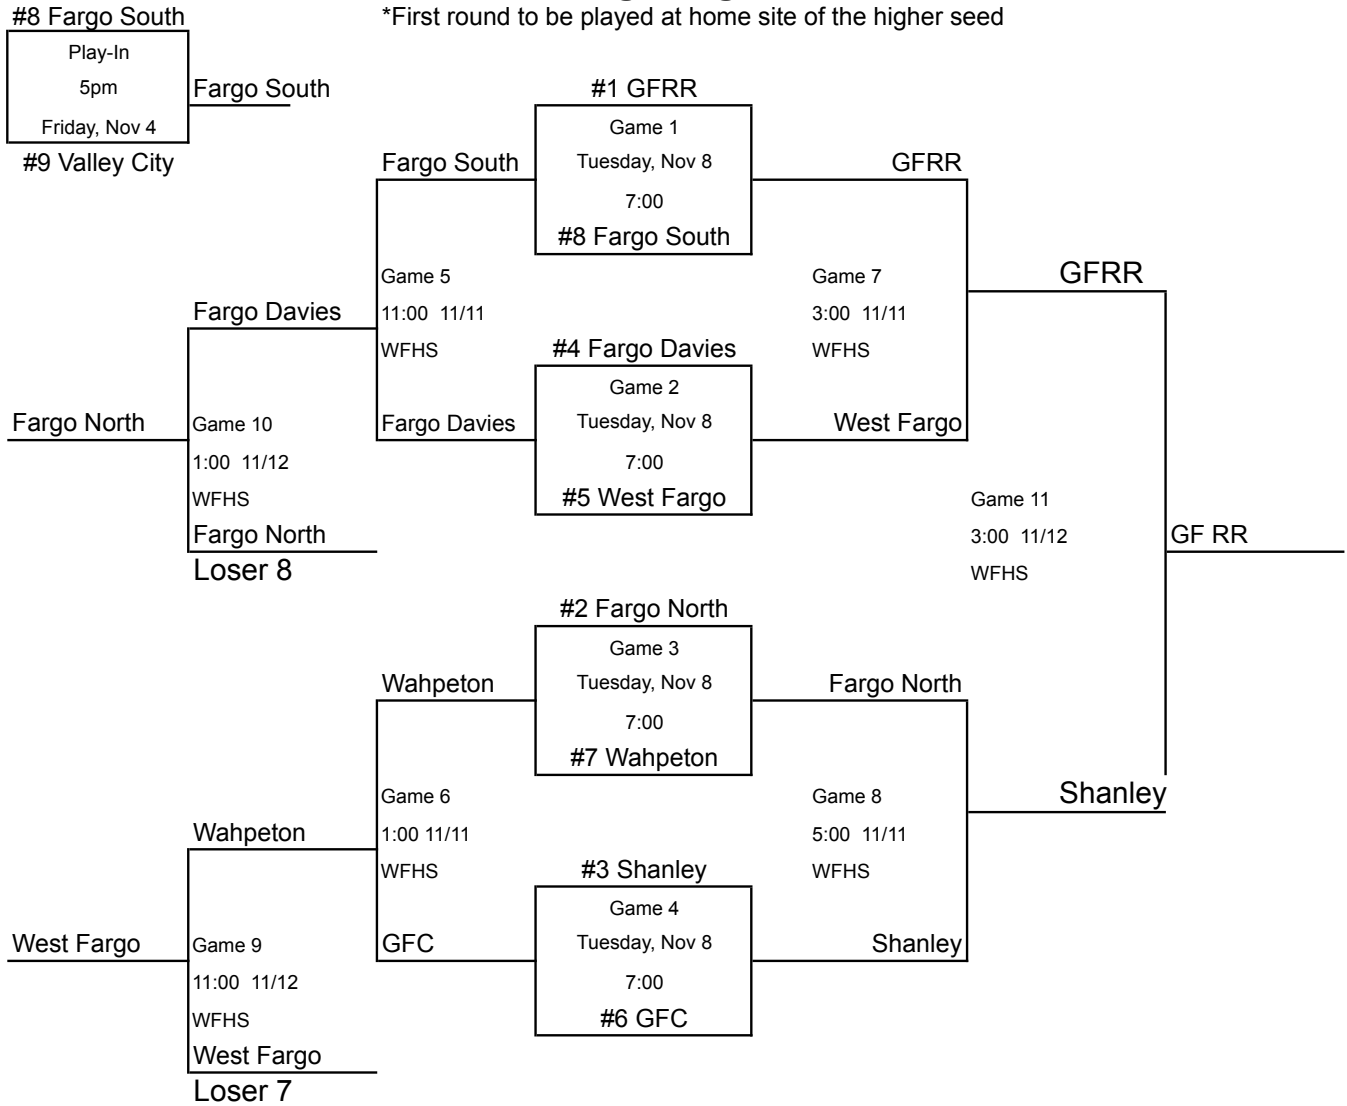 #8 Fargo South
*First round to be played at home site of the higher seed
Play-In
5pm
Friday, Nov 4
#9 Valley City
Fargo South
#1 GFRR
Game 1
Tuesday, Nov 8
7:00
#8 Fargo South
Fargo South
GFRR
Game 5
11:00 11/11
WFHS
Game 7
3:00 11/11
WFHS
GFRR
Fargo Davies
#4 Fargo Davies
Game 2
Tuesday, Nov 8
7:00
#5 West Fargo
Fargo Davies
West Fargo
Fargo North
Game 10
1:00 11/12
WFHS
Fargo North
Loser 8
Game 11
3:00 11/12
WFHS
GF RR
#2 Fargo North
Game 3
Tuesday, Nov 8
7:00
#7 Wahpeton
Wahpeton
Fargo North
Game 6
1:00 11/11
WFHS
Game 8
5:00 11/11
WFHS
Shanley
Wahpeton
#3 Shanley
Game 4
Tuesday, Nov 8
7:00
#6 GFC
GFC
Shanley
West Fargo
Game 9
11:00 11/12
WFHS
West Fargo
Loser 7